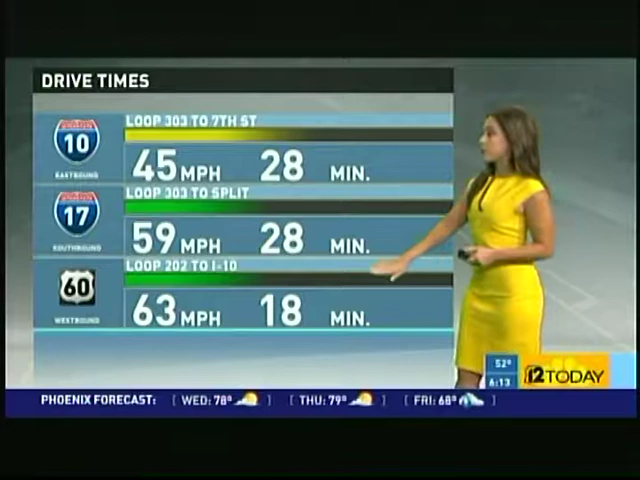 DRIVE TIMES
LOOP 303 TO 7TH ST
INTERSTATE
10
EASTBOUND
45 MPH 28 MIN.
LOOP 303 TO SPLIT
INTERSTATE
17
SOUTHBOUND
59 MPH 28 MIN.
LOOP 202 TO I-10
60
WESTBOUND
63 MPH 18 MIN.
52°
6:13
12 TODAY
PHOENIX FORECAST: [ WED: 78° ] [ THU: 79° ] [ FRI: 68° ]